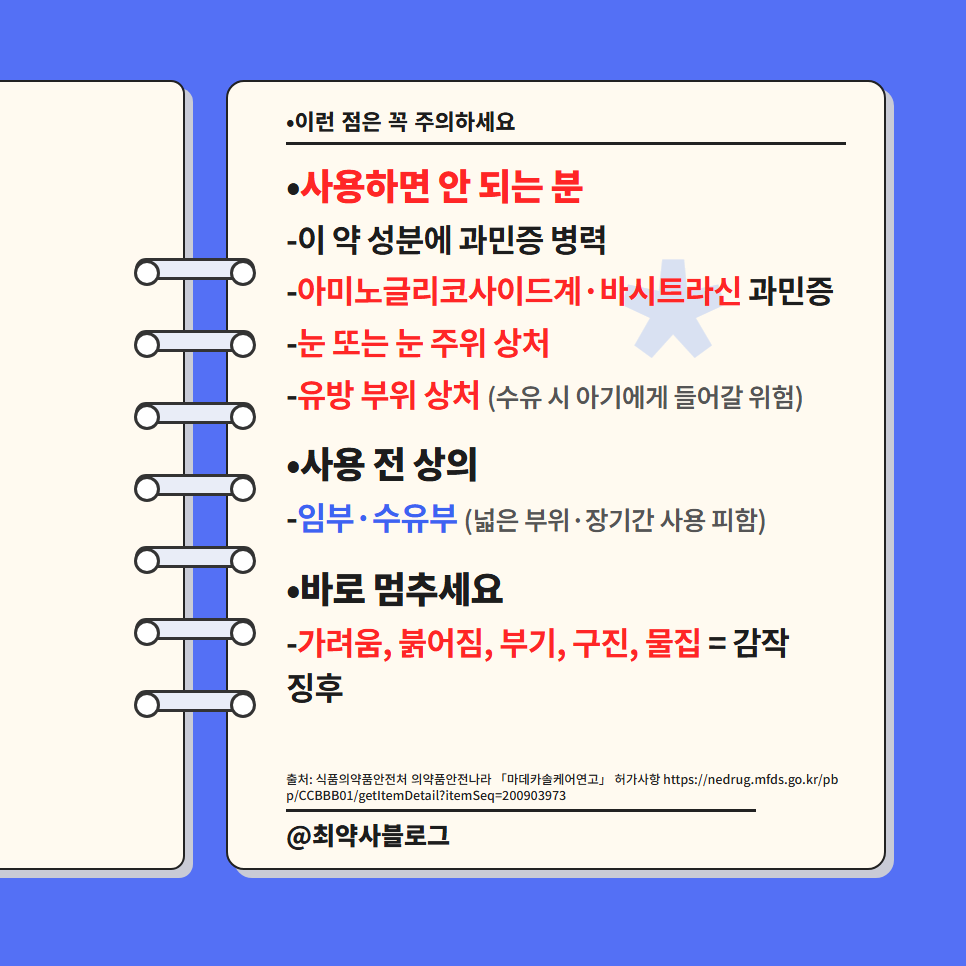 •이런 점은 꼭 주의하세요
•사용하면 안 되는 분
-이 약 성분에 과민증 병력
-아미노글리코사이드계·바시트라신 과민증
-눈 또는 눈 주위 상처
-유방 부위 상처 (수유 시 아기에게 들어갈 위험)
•사용 전 상의
-임부·수유부 (넓은 부위·장기간 사용 피함)
•바로 멈추세요
-가려움, 붉어짐, 부기, 구진, 물집 = 감작
징후
출처: 식품의약품안전처 의약품안전나라 「마데카솔케어연고」 허가사항 https://nedrug.mfds.go.kr/pb
p/CCBBB01/getItemDetail?itemSeq=200903973
@최약사블로그